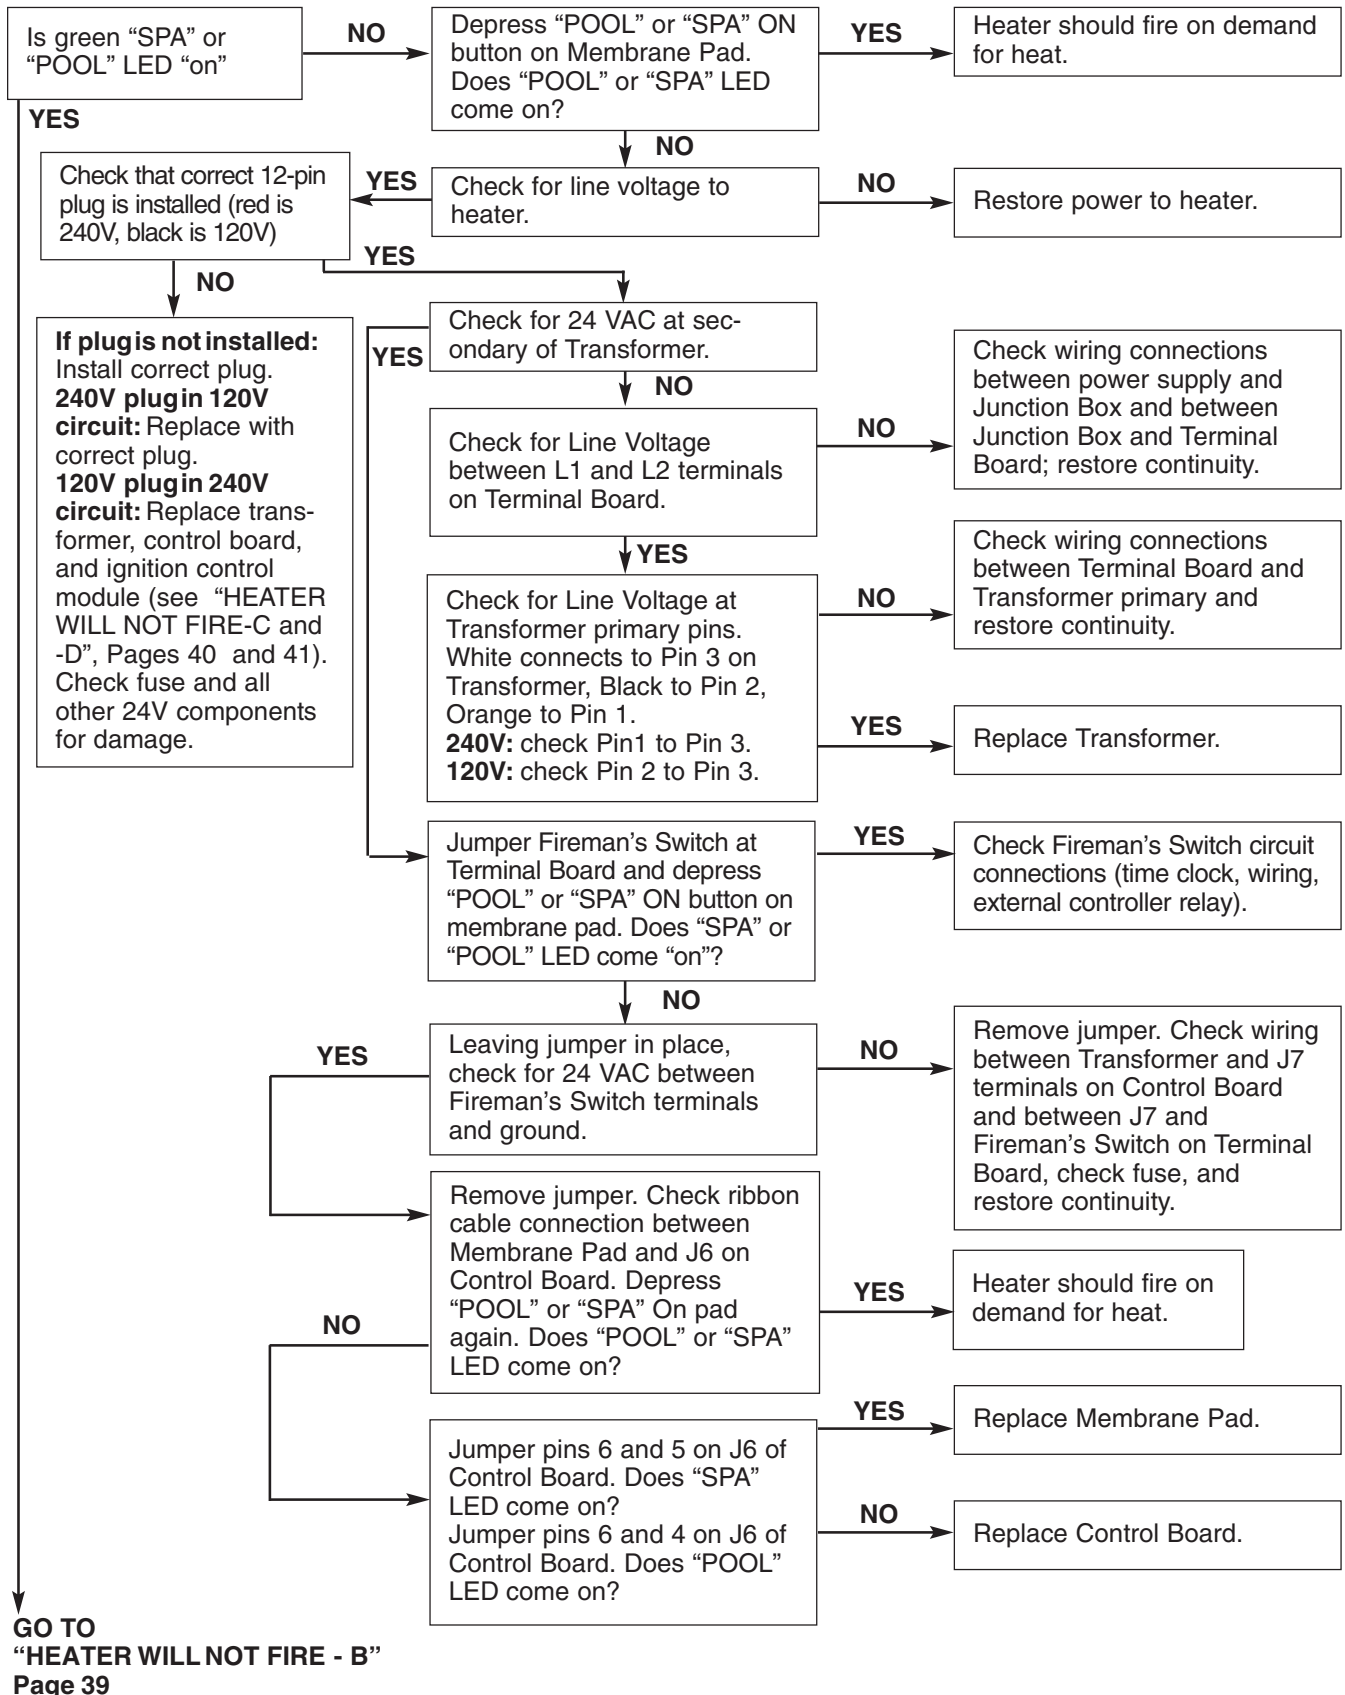 Is green “SPA” or
“POOL” LED “on”
NO
Depress “POOL” or “SPA” ON
button on Membrane Pad.
Does “POOL” or “SPA” LED
come on?
YES
Heater should fire on demand
for heat.
YES
NO
Check that correct 12-pin
plug is installed (red is
240V, black is 120V)
YES
Check for line voltage to
heater.
NO
Restore power to heater.
NO
YES
If plug is not installed:
Install correct plug.
240V plug in 120V
circuit: Replace with
correct plug.
120V plug in 240V
circuit: Replace trans-
former, control board,
and ignition control
module (see “HEATER
WILL NOT FIRE-C and
-D”, Pages 40 and 41).
Check fuse and all
other 24V components
for damage.
Check for 24 VAC at sec-
ondary of Transformer.
YES
NO
Check for Line Voltage
between L1 and L2 terminals
on Terminal Board.
NO
Check wiring connections
between power supply and
Junction Box and between
Junction Box and Terminal
Board; restore continuity.
YES
Check for Line Voltage at
Transformer primary pins.
White connects to Pin 3 on
Transformer, Black to Pin 2,
Orange to Pin 1.
240V: check Pin1 to Pin 3.
120V: check Pin 2 to Pin 3.
NO
Check wiring connections
between Terminal Board and
Transformer primary and
restore continuity.
YES
Replace Transformer.
Jumper Fireman’s Switch at
Terminal Board and depress
“POOL” or “SPA” ON button on
membrane pad. Does “SPA” or
“POOL” LED come “on”?
YES
Check Fireman’s Switch circuit
connections (time clock, wiring,
external controller relay).
NO
YES
Leaving jumper in place,
check for 24 VAC between
Fireman’s Switch terminals
and ground.
NO
Remove jumper. Check wiring
between Transformer and J7
terminals on Control Board
and between J7 and
Fireman’s Switch on Terminal
Board, check fuse, and
restore continuity.
Remove jumper. Check ribbon
cable connection between
Membrane Pad and J6 on
Control Board. Depress
“POOL” or “SPA” On pad
again. Does “POOL” or “SPA”
LED come on?
YES
Heater should fire on
demand for heat.
NO
Jumper pins 6 and 5 on J6 of
Control Board. Does “SPA”
LED come on?
Jumper pins 6 and 4 on J6 of
Control Board. Does “POOL”
LED come on?
YES
Replace Membrane Pad.
NO
Replace Control Board.
GO TO
“HEATER WILL NOT FIRE - B”
Page 39